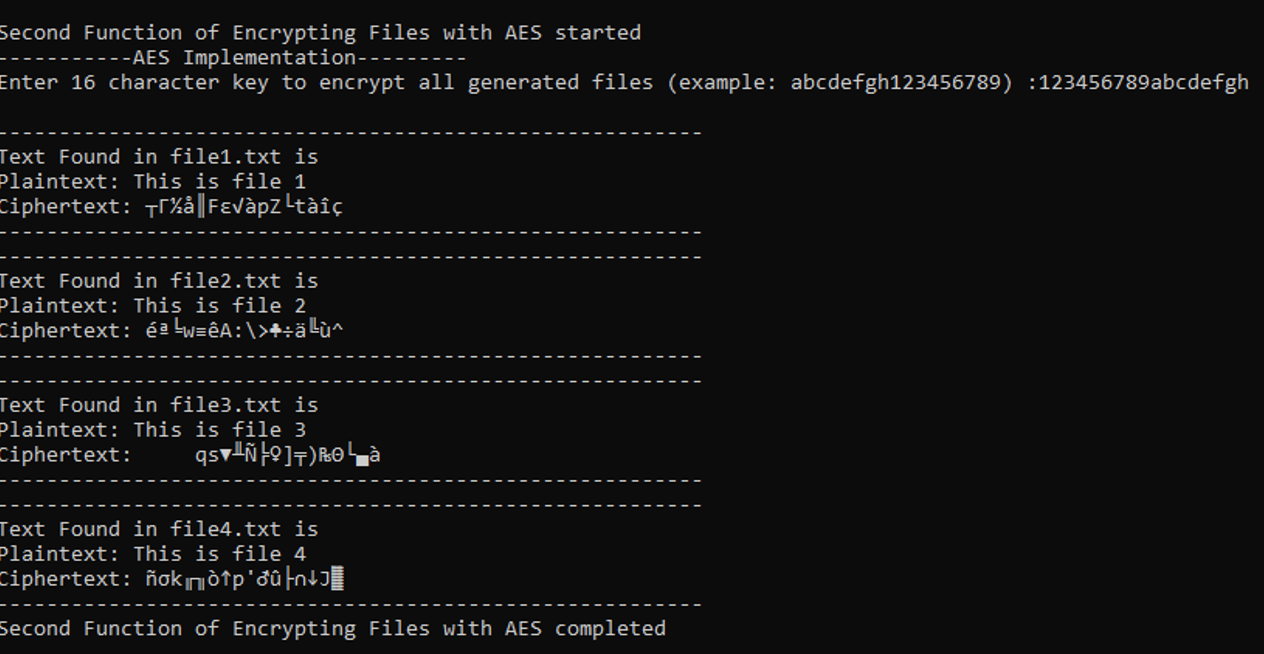 Second Function of Encrypting Files with AES started
-----------AES Implementation---------
Enter 16 character key to encrypt all generated files (example: abcdefgh123456789) :123456789abcdefgh
---------------------------------------------------------
Text Found in file1.txt is
Plaintext: This is file 1
Ciphertext: ┬Γ½å║Fε√àpZ└tàîç
---------------------------------------------------------
---------------------------------------------------------
Text Found in file2.txt is
Plaintext: This is file 2
Ciphertext: éª└w≡êA:\>♣÷ä╚ù^
---------------------------------------------------------
---------------------------------------------------------
Text Found in file3.txt is
Plaintext: This is file 3
Ciphertext:     qs▼╨Ñ├♀]╤)₧Θ└▄à
---------------------------------------------------------
---------------------------------------------------------
Text Found in file4.txt is
Plaintext: This is file 4
Ciphertext: ñσk╓╖ò↑p'♂û├∩↓J▓
---------------------------------------------------------
Second Function of Encrypting Files with AES completed